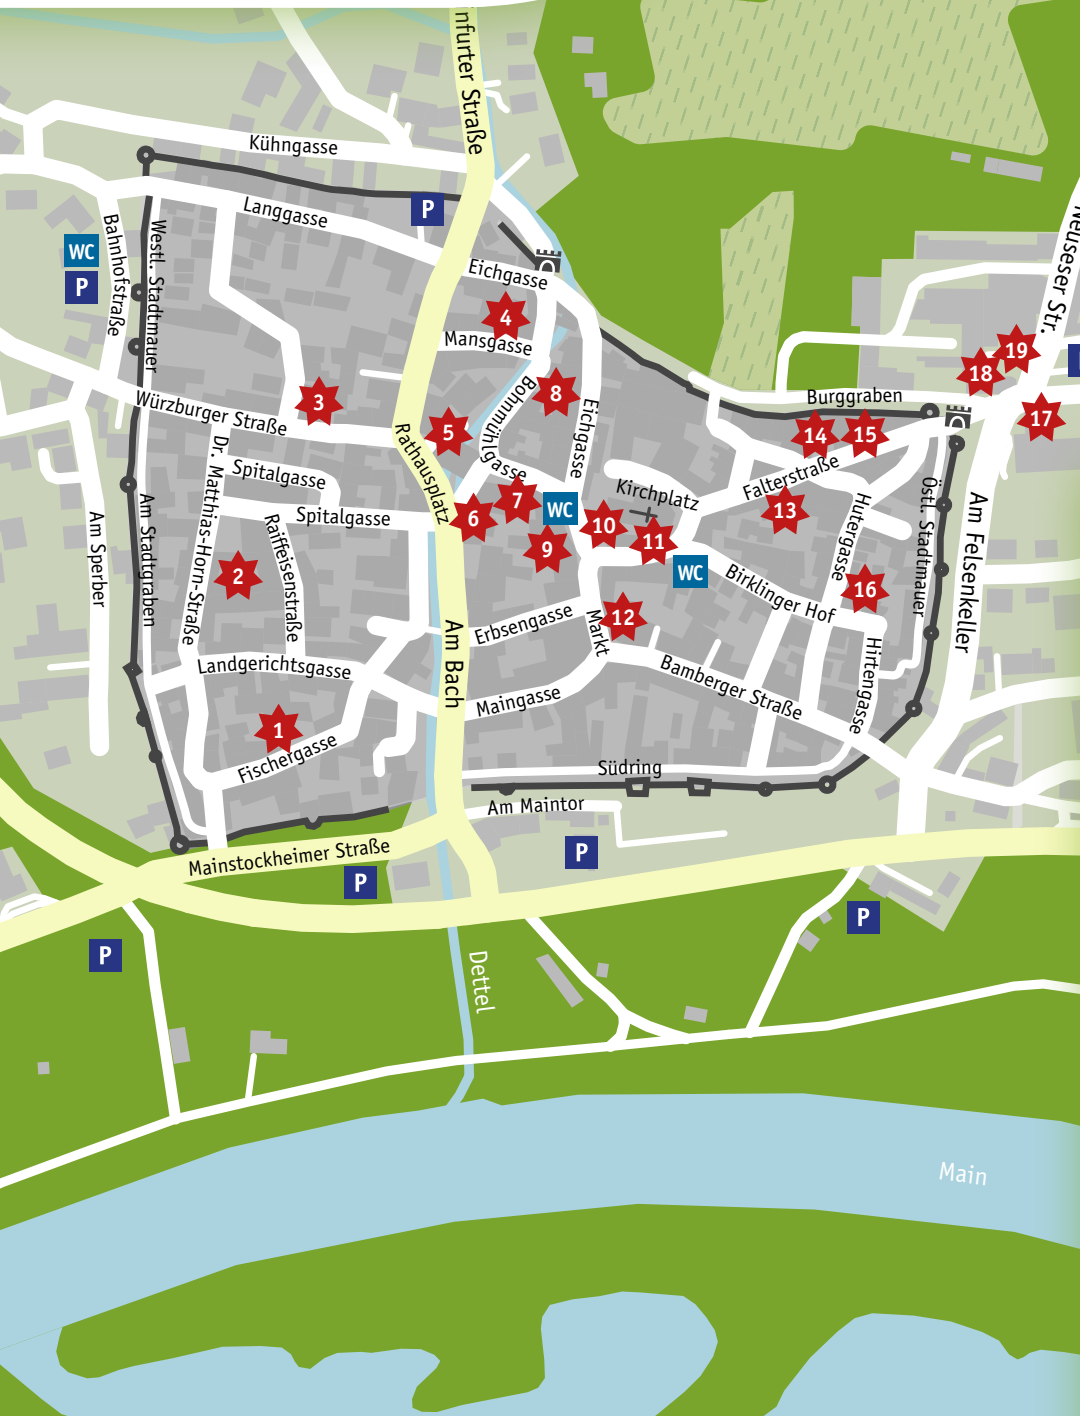 nfurter Straße
Kühngasse
P
Langgasse
Bahnhofstraße
Westl. Stadtmauer
WC
P
Eichgasse
4
Mansgasse
Neuseser Str.
19
18
17
3
8
Bohnmühlgasse
Eichgasse
Burggraben
14
15
Würzburger Straße
5
Rathausplatz
Dr. Matthias-Horn-Straße
Spitalgasse
Kirchplatz
Falterstraße
Am Sperber
Am Stadtgraben
Raiffeisenstraße
Spitalgasse
6
7
WC
10
11
9
13
Hutergasse
Östl. Stadtmauer
Am Felsenkeller
2
WC
Birklinger Hof
16
Erbsengasse
Markt
12
Am Bach
Landgerichtsgasse
Maingasse
Bamberger Straße
Hirtengasse
1
Fischergasse
Südring
Am Maintor
Mainstockheimer Straße
P
P
P
P
Dettel
Main